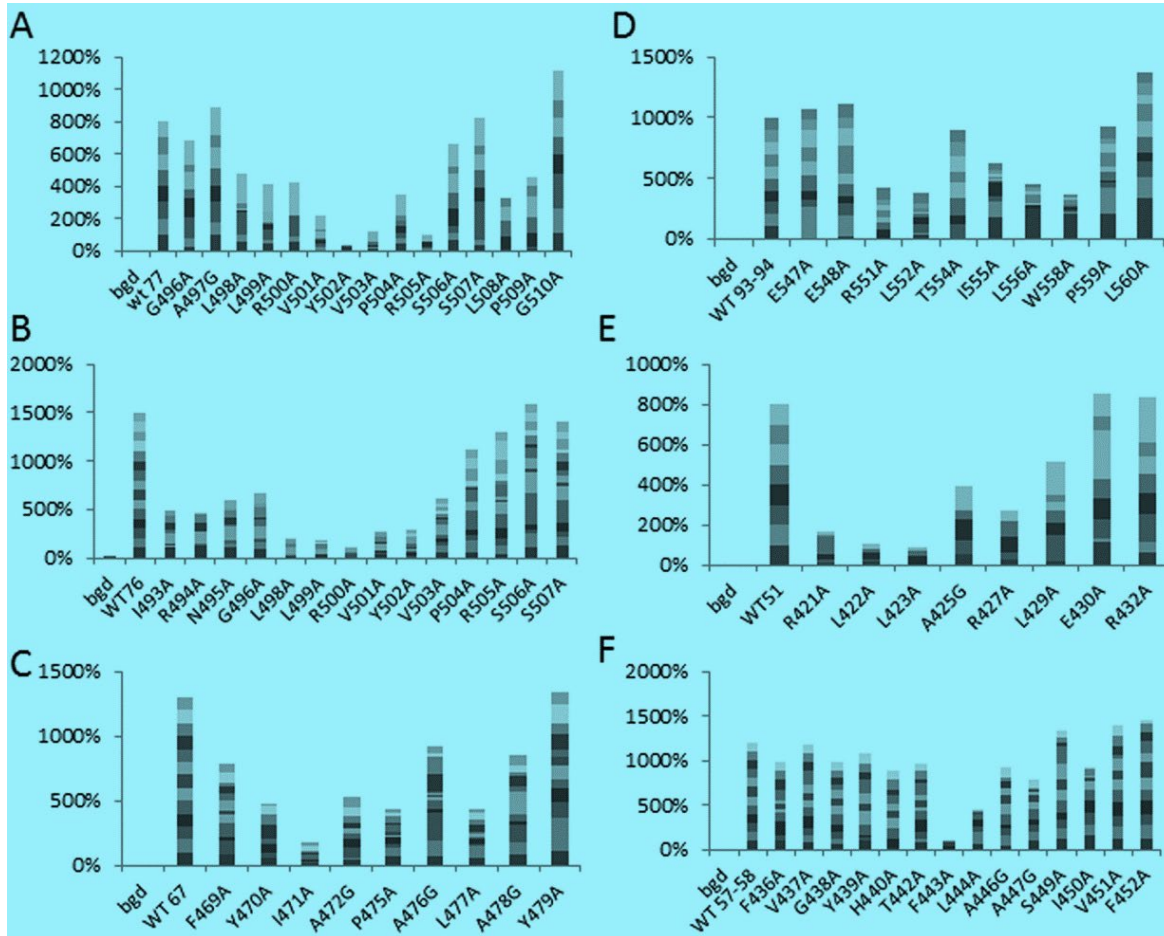 A
1200%
1000%
800%
600%
400%
200%
0%
bgd
wt 77
G496A
A497G
L498A
L499A
R500A
V501A
Y502A
V503A
P504A
R505A
S506A
S507A
L508A
P509A
G510A
B
2000%
1500%
1000%
500%
0%
bgd
WT76
I493A
R494A
N495A
G496A
L498A
L499A
R500A
V501A
Y502A
V503A
P504A
R505A
S506A
S507A
C
1500%
1000%
500%
0%
bgd
WT 67
F469A
Y470A
I471A
A472G
P475A
A476G
L477A
A478G
Y479A
D
1500%
1000%
500%
0%
bgd
WT 93-94
E547A
E548A
R551A
L552A
T554A
I555A
L556A
W558A
P559A
L560A
E
1000%
800%
600%
400%
200%
0%
bgd
WT51
R421A
L422A
L423A
A425G
R427A
L429A
E430A
R432A
F
2000%
1500%
1000%
500%
0%
bgd
WT 57-58
F436A
V437A
G438A
Y439A
H440A
T442A
F443A
L444A
A446G
A447G
S449A
I450A
V451A
F452A